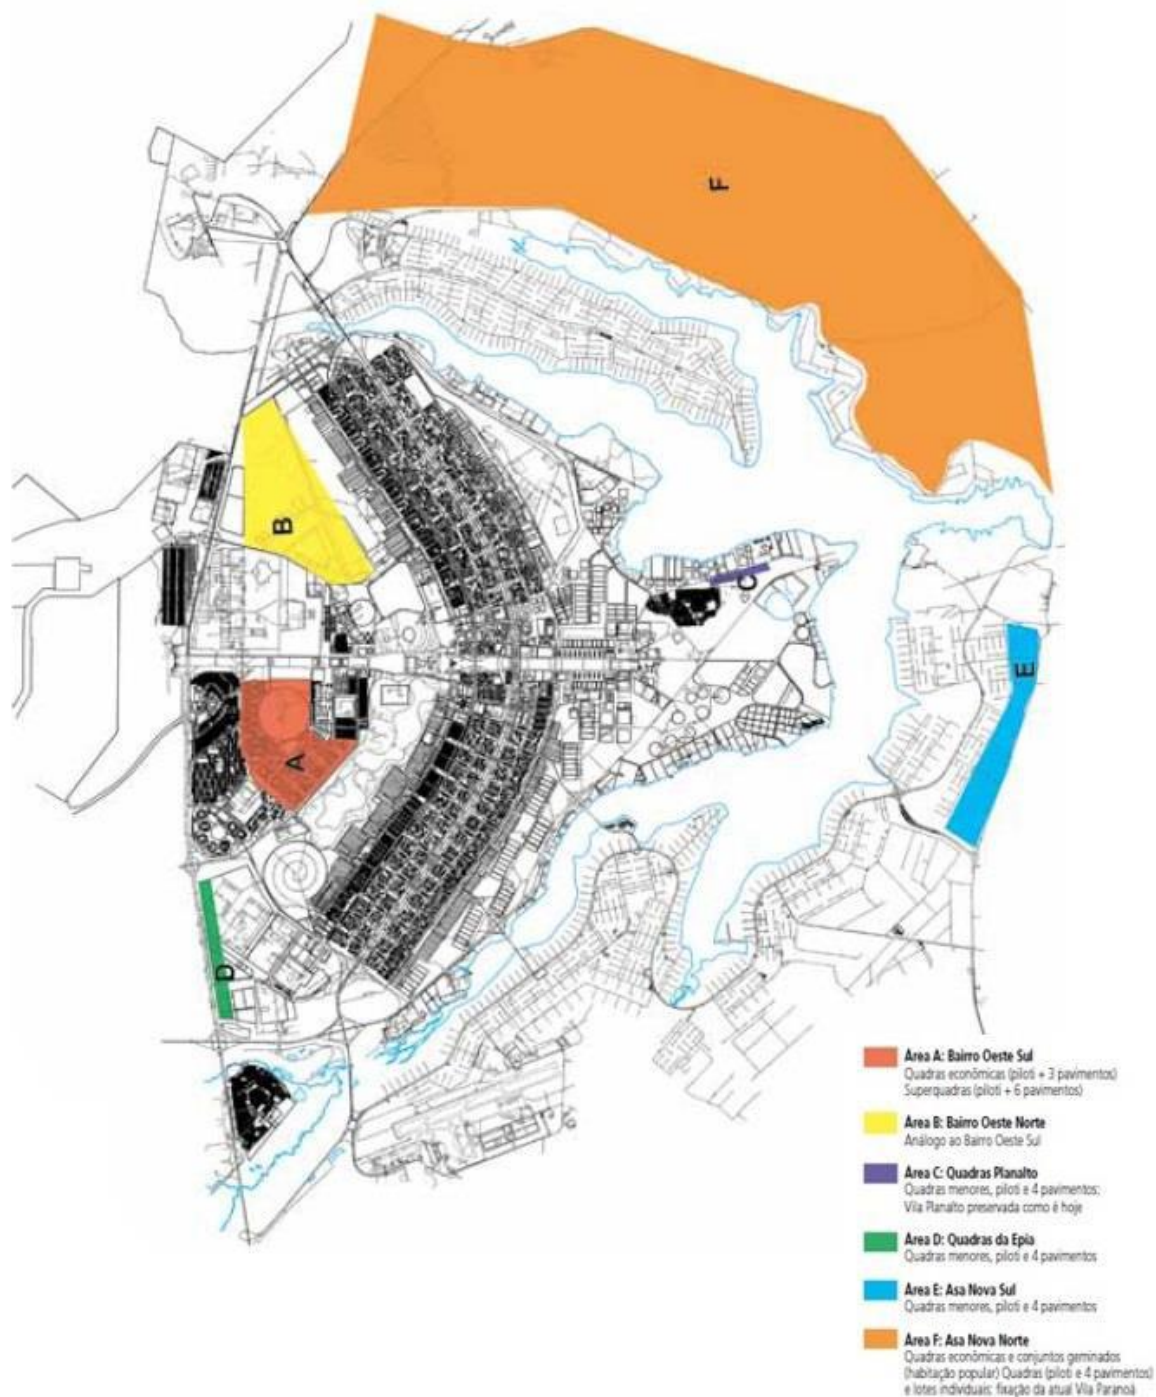 F
B
C
E
A
D
Área A: Bairro Oeste Sul
Quadras econômicas (piloti + 3 pavimentos)
Superquadras (piloti + 6 pavimentos)
Área B: Bairro Oeste Norte
Análogo ao Bairro Oeste Sul
Área C: Quadras Planalto
Quadras menores, piloti e 4 pavimentos:
Vila Planalto preservada como é hoje
Área D: Quadras da Epia
Quadras menores, piloti e 4 pavimentos
Área E: Asa Nova Sul
Quadras menores, piloti e 4 pavimentos
Área F: Asa Nova Norte
Quadras econômicas e conjuntos geminados
(habitação popular) Quadras (piloti e 4 pavimentos)
e lotes individuais: fixação da atual Vila Paranoá